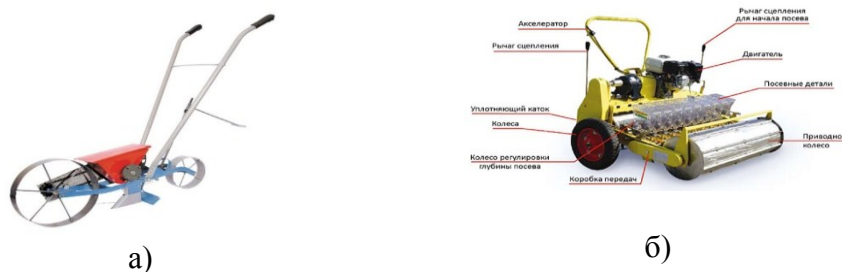 Акселератор
Рычаг сцепления
Уплотняющий каток
Колеса
Колесо регулировки
глубины посева
Коробка передач
Рычаг сцепления
для начала посева
Двигатель
Посевные детали
Приводно
колесо
а)
б)